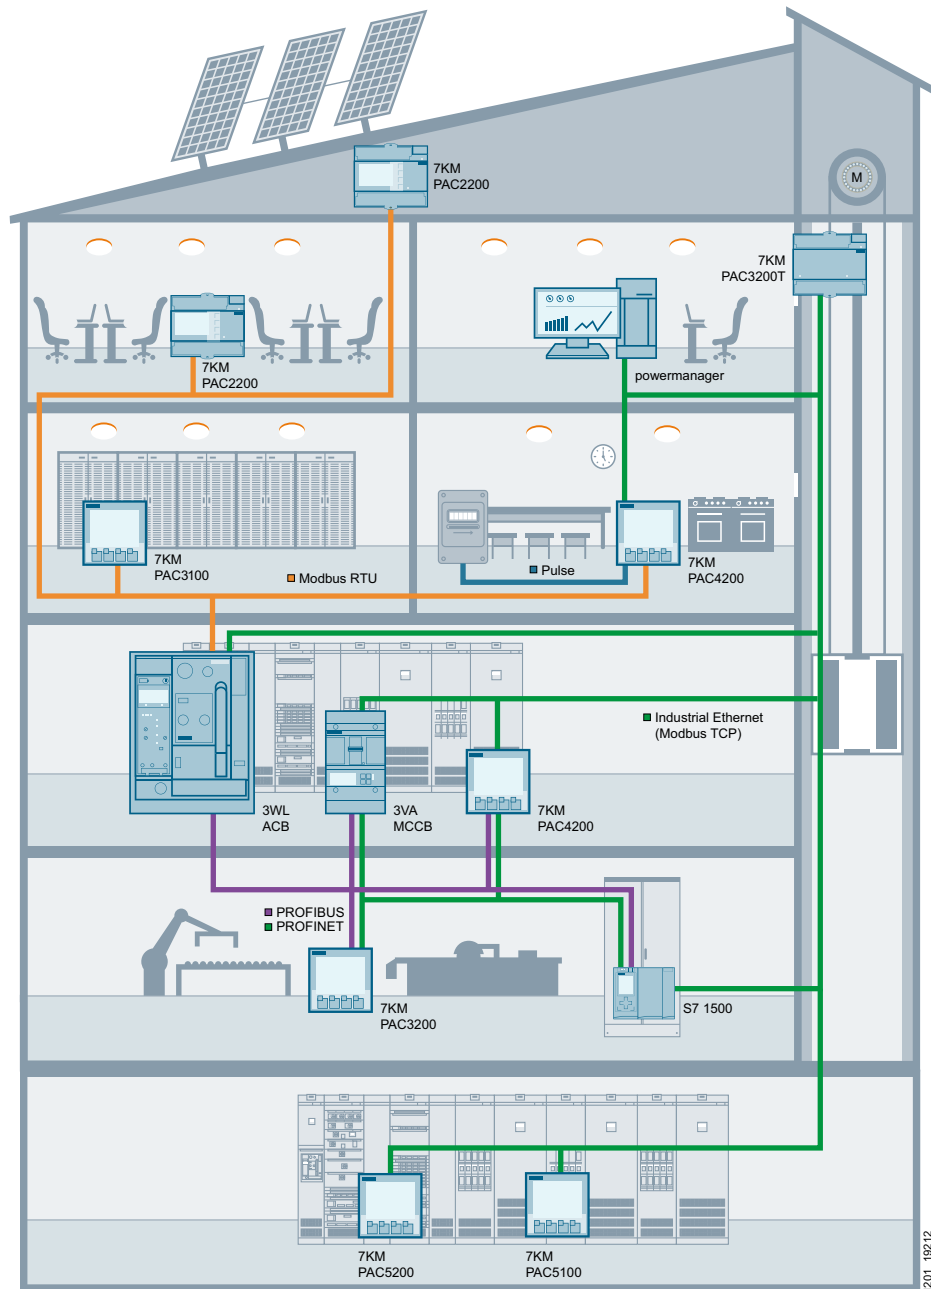 7KM
PAC2200
M
7KM
PAC3200T
7KM
PAC2200
powermanager
7KM
PAC3100
Modbus RTU
Pulse
7KM
PAC4200
Industrial Ethernet
(Modbus TCP)
3WL
ACB
3VA
MCCB
7KM
PAC4200
PROFIBUS
PROFINET
7KM
PAC3200
S7 1500
7KM
PAC5200
7KM
PAC5100
201_19212